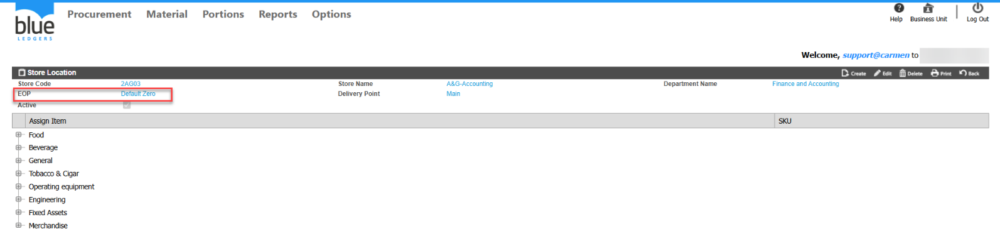 blue
LEDGERS
Procurement Material Portions Reports Options
Help Business Unit Log Out
Welcome, support@carmen to
Store Location Create Edit Delete Print Back
Store Code 2AG03 Store Name A&G-Accounting Department Name Finance and Accounting
EOP Default Zero Delivery Point Main
Active
Assign Item SKU
Food
Beverage
General
Tobacco & Cigar
Operating equipment
Engineering
Fixed Assets
Merchandise